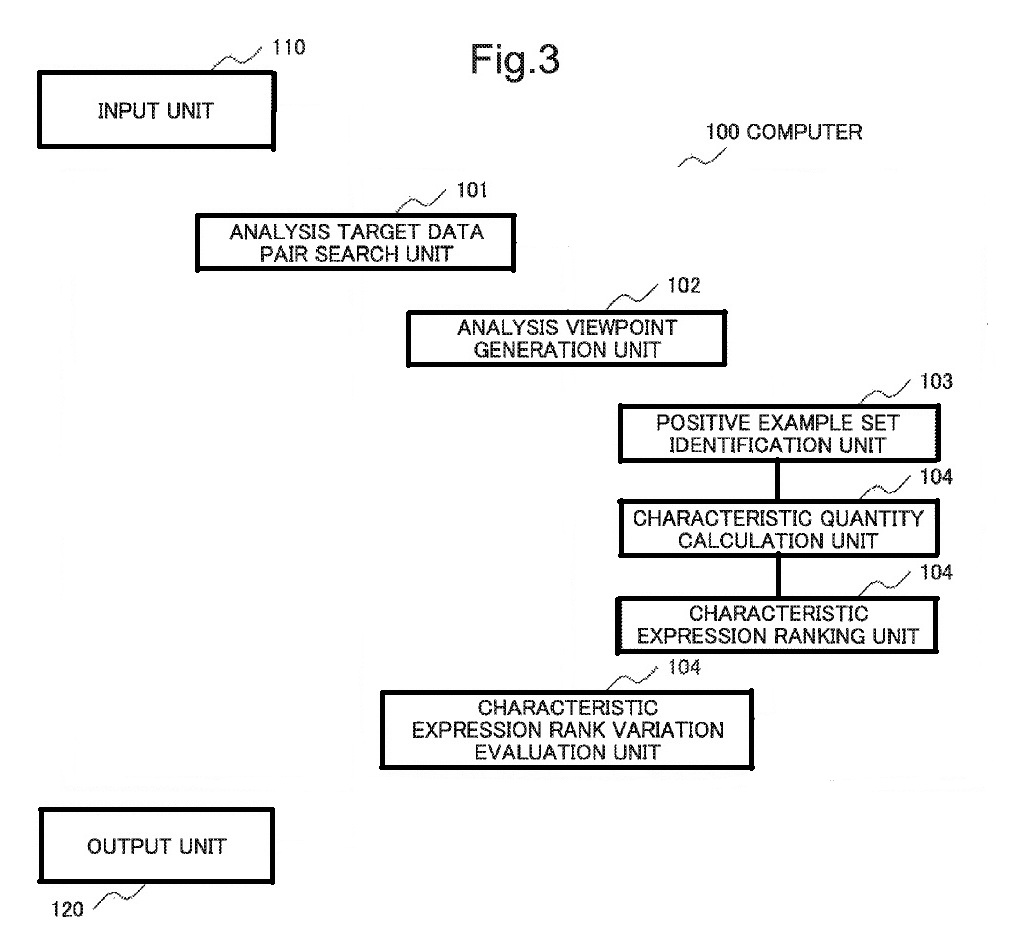 110
Fig.3
INPUT UNIT
100 COMPUTER
101
ANALYSIS TARGET DATA
PAIR SEARCH UNIT
102
ANALYSIS VIEWPOINT
GENERATION UNIT
103
POSITIVE EXAMPLE SET
IDENTIFICATION UNIT
104
CHARACTERISTIC QUANTITY
CALCULATION UNIT
104
CHARACTERISTIC
EXPRESSION RANKING UNIT
104
CHARACTERISTIC
EXPRESSION RANK VARIATION
EVALUATION UNIT
OUTPUT UNIT
120